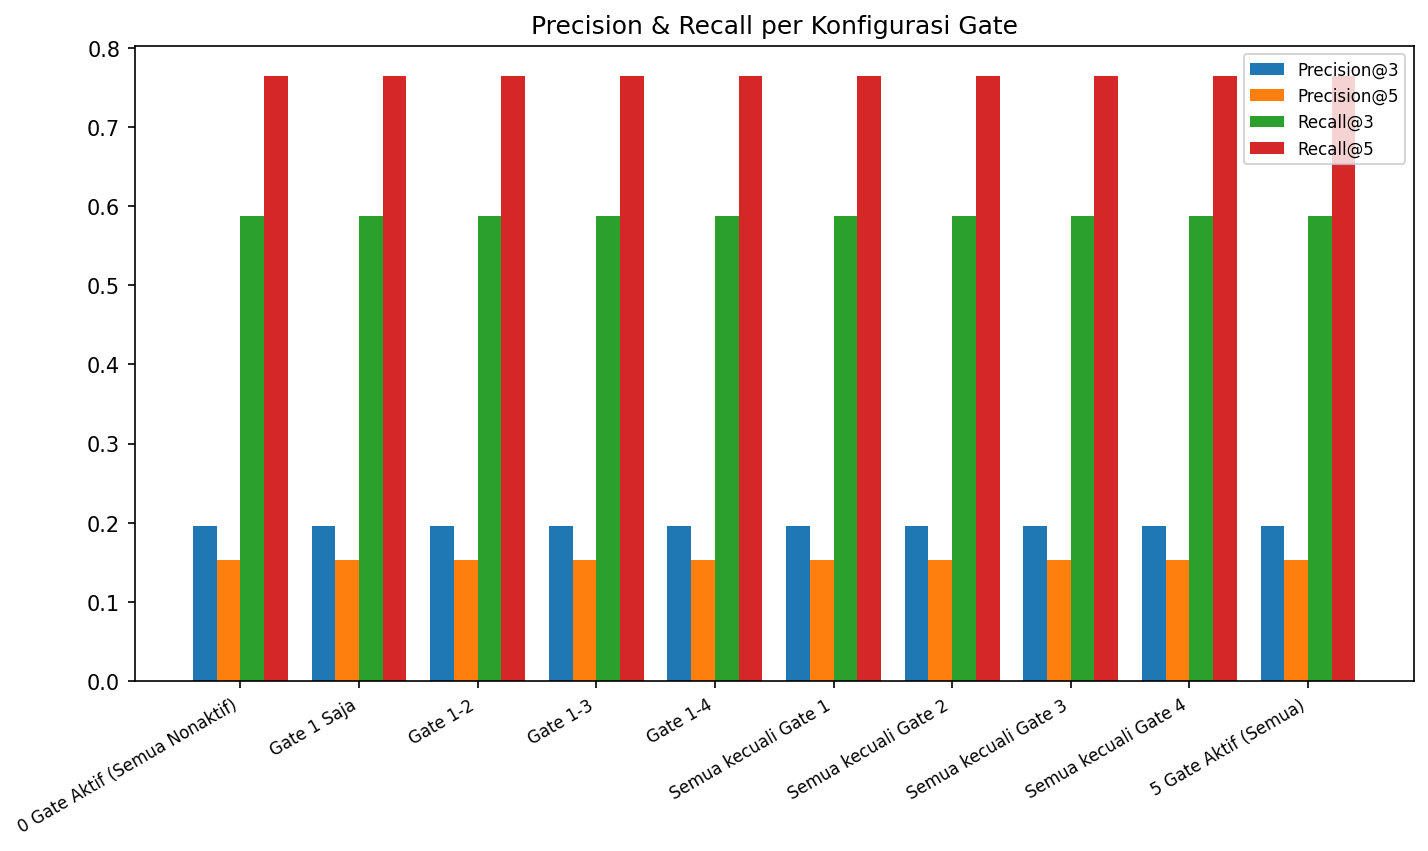 Precision & Recall per Konfigurasi Gate
0.8
0.7
0.6
0.5
0.4
0.3
0.2
0.1
0.0
Precision@3
Precision@5
Recall@3
Recall@5
0 Gate Aktif (Semua Nonaktif)
Gate 1 Saja
Gate 1-2
Gate 1-3
Gate 1-4
Semua kecuali Gate 1
Semua kecuali Gate 2
Semua kecuali Gate 3
Semua kecuali Gate 4
5 Gate Aktif (Semua)